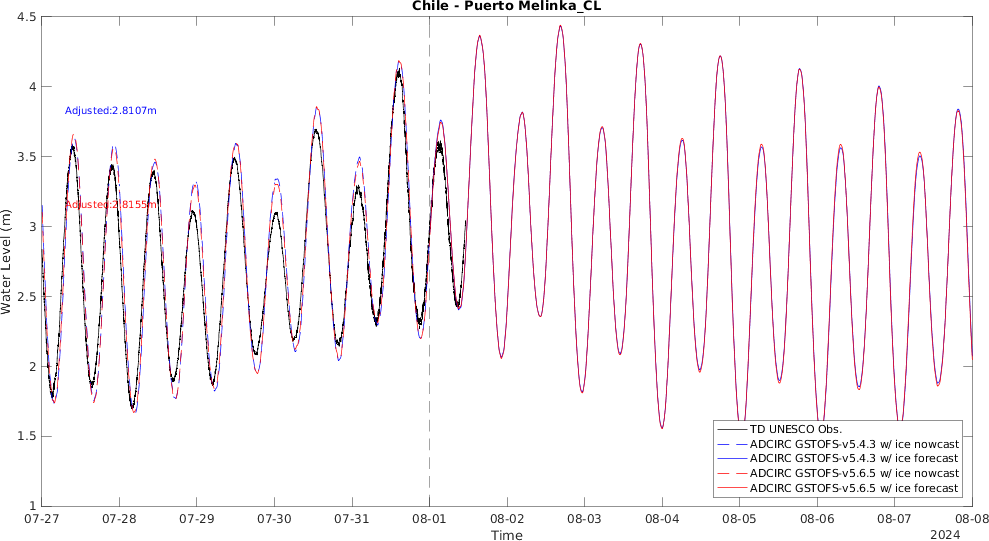 Chile - Puerto Melinka_CL
4.5
4
3.5
3
2.5
2
1.5
1
Water Level (m)
Adjusted:2.8107m
Adjusted:2.8155m
TD UNESCO Obs.
ADCIRC GSTOFS-v5.4.3 w/ ice nowcast
ADCIRC GSTOFS-v5.4.3 w/ ice forecast
ADCIRC GSTOFS-v5.6.5 w/ ice nowcast
ADCIRC GSTOFS-v5.6.5 w/ ice forecast
07-27 07-28 07-29 07-30 07-31 08-01 08-02 08-03 08-04 08-05 08-06 08-07 08-08
Time
2024